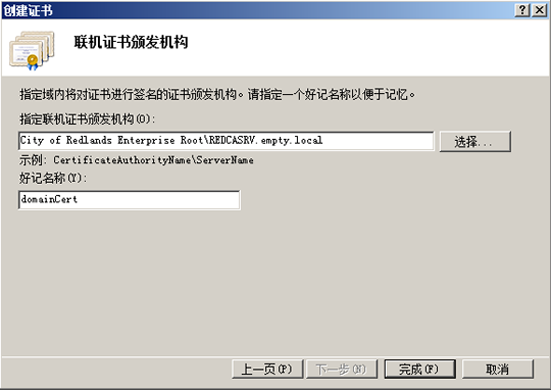 创建证书
联机证书颁发机构
指定域内将对证书进行签名的证书颁发机构。请指定一个好记名称以便于记忆。
指定联机证书颁发机构(O):
City of Redlands Enterprise Root\REDCASRV.empty.local
选择...
示例: CertificateAuthorityName\ServerName
好记名称(Y):
domainCert
上一页(P) 下一步(N) 完成(F) 取消